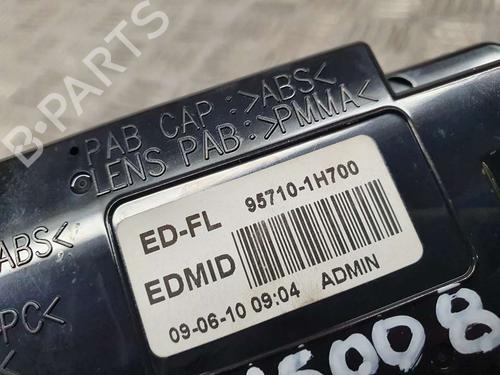 B-PARTS
PAB CAP :>ABS<
LENS PAB:>PMMA<
ABS<
PC<
ED-FL 95710-1H700
EDMID
09-06-10 09:04 ADMIN
5008